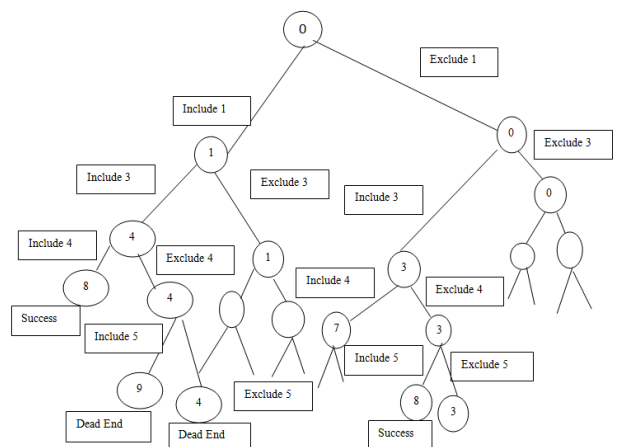 0
Exclude 1
Include 1
0
Exclude 3
1
Include 3
Exclude 3
Include 3
0
4
Include 4
Exclude 4
1
3
Include 4
Exclude 4
8
4
Success
Include 5
7
Include 5
3
Exclude 5
9
4
Exclude 5
8
3
Dead End
Dead End
Success